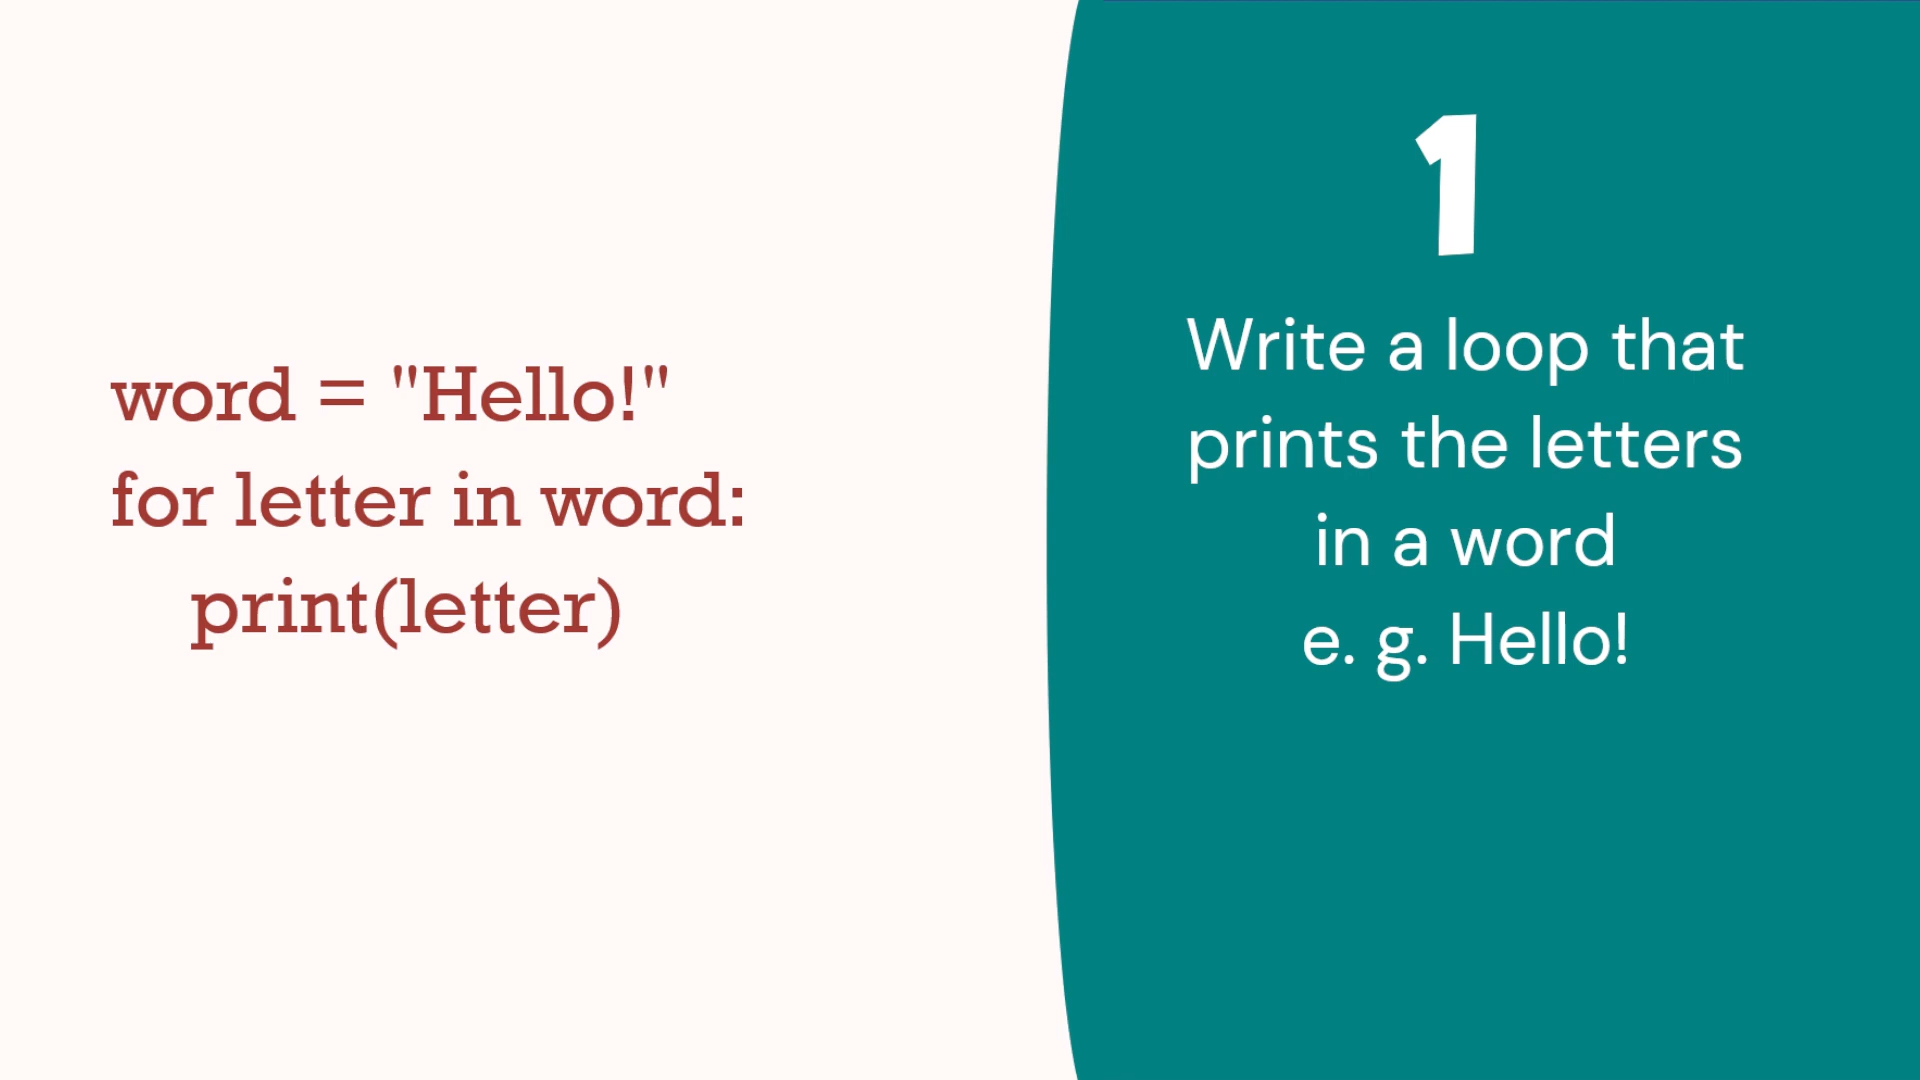 word = "Hello!"
for letter in word:
    print(letter)
1
Write a loop that
prints the letters
in a word
e. g. Hello!